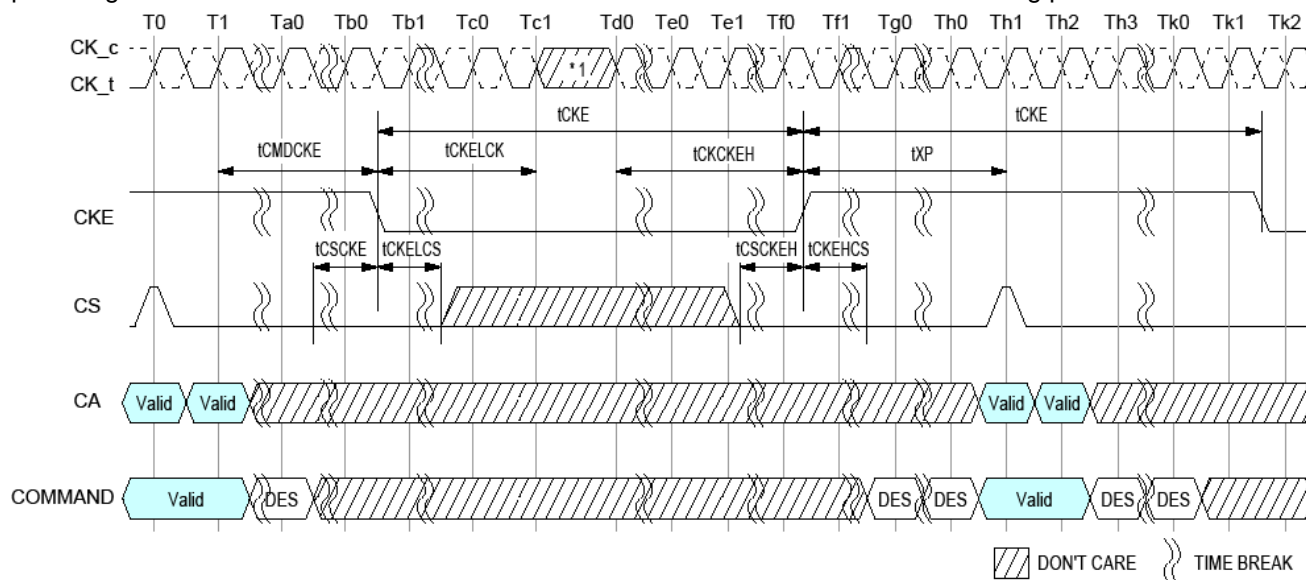 T0 T1 Ta0 Tb0 Tb1 Tc0 Tc1 Td0 Te0 Te1 Tf0 Tf1 Tg0 Th0 Th1 Th2 Th3 Tk0 Tk1 Tk2
CK_c
CK_t
*1
tCKE tCKE
tCMDCKE tCKELCK tCKCKEH tXP
CKE
tCSCKE tCKELCS tCSCKEH tCKEHCS
CS
CA Valid Valid Valid Valid
COMMAND Valid DES DES DES Valid DES DES
DON'T CARE TIME BREAK